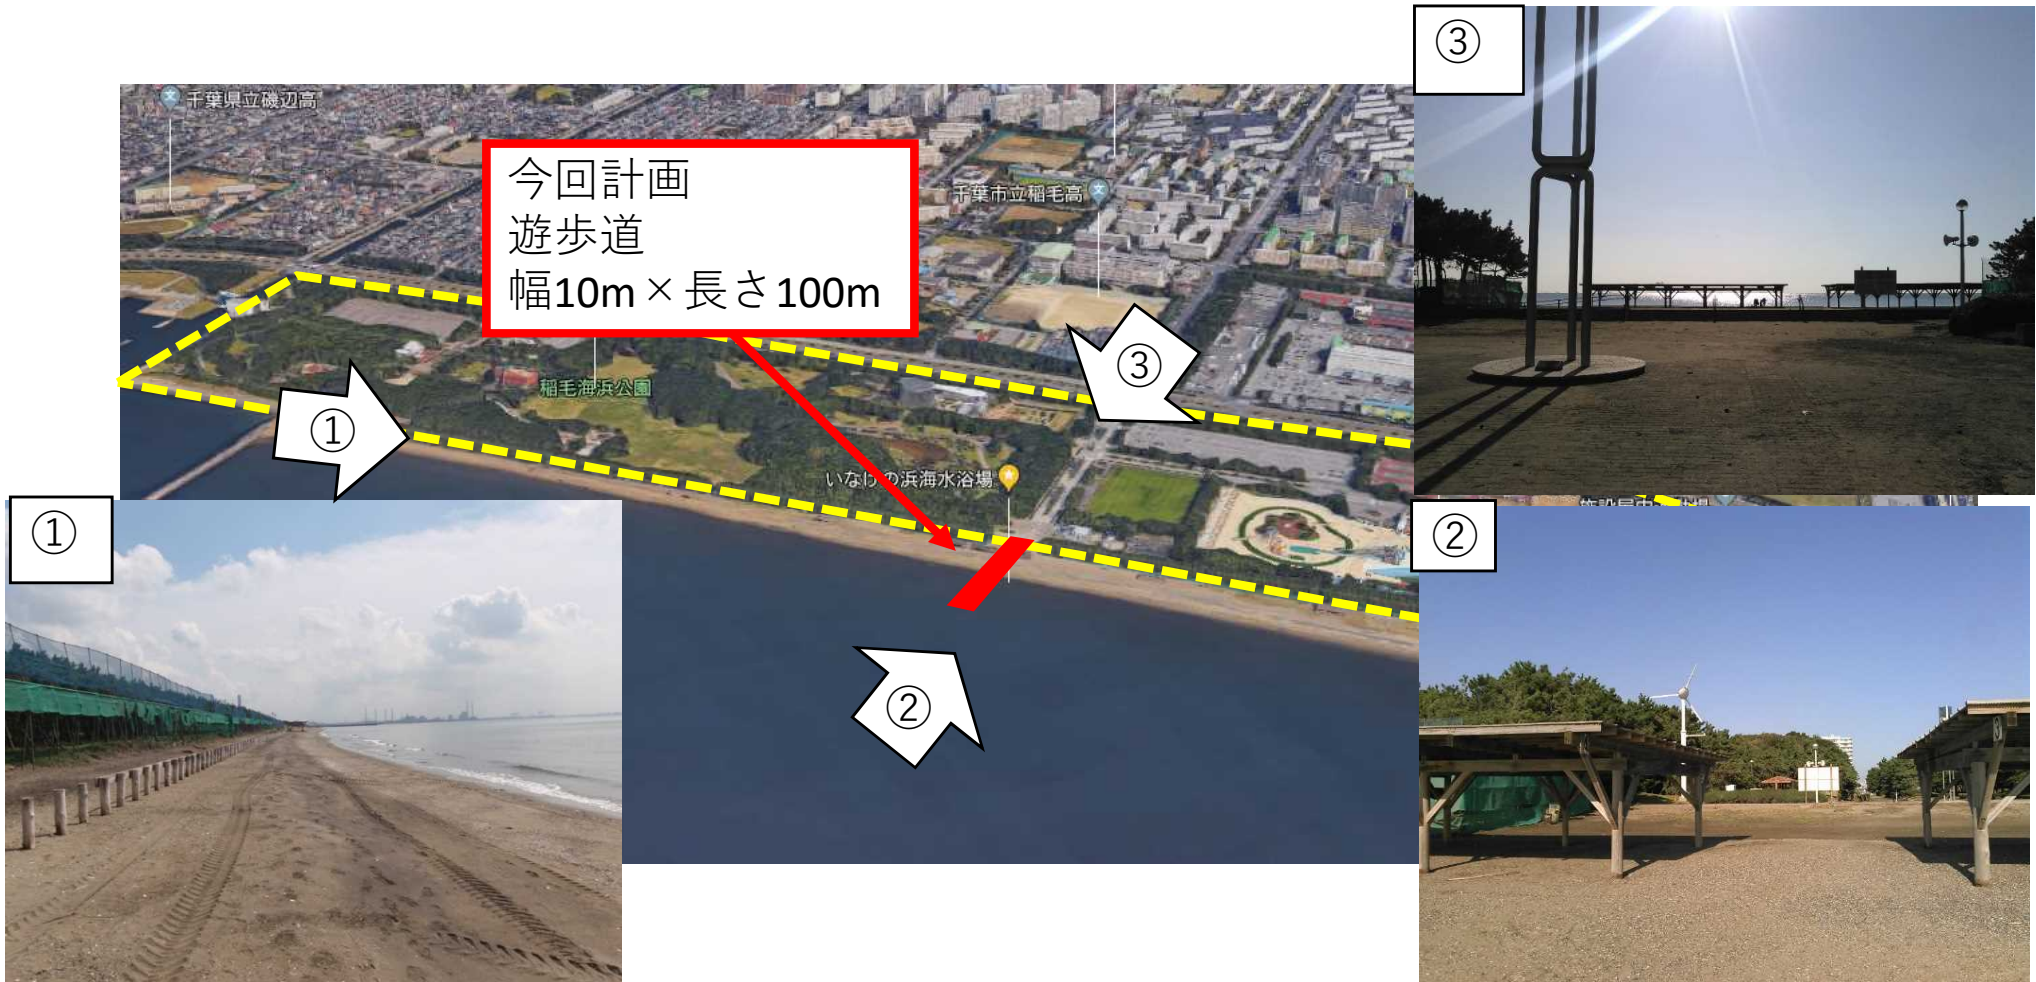 ③
千葉県立磯辺高
今回計画
遊歩道
幅10m×長さ100m
千葉市立稲毛高
③
稲毛海浜公園
①
いなげの浜海水浴場
①
②
②